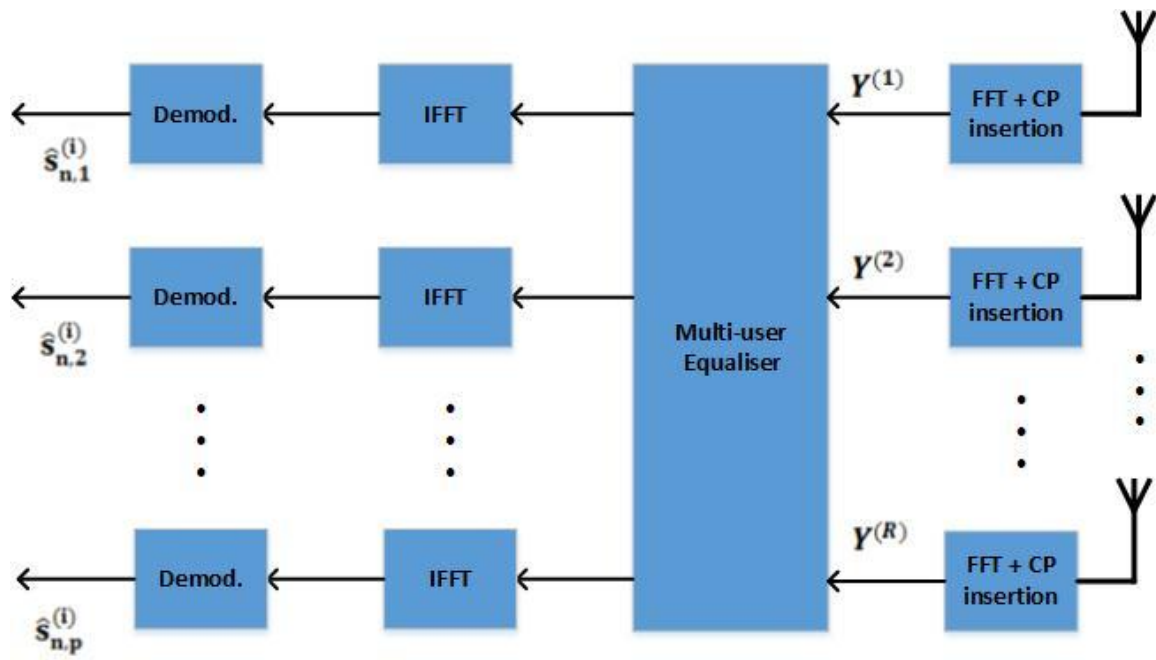 Demod.
IFFT
Y^(1)
FFT + CP
insertion
ŝ_n,1^(i)
Demod.
IFFT
Multi-user
Equaliser
Y^(2)
FFT + CP
insertion
ŝ_n,2^(i)
Demod.
IFFT
Y^(R)
FFT + CP
insertion
ŝ_n,p^(i)